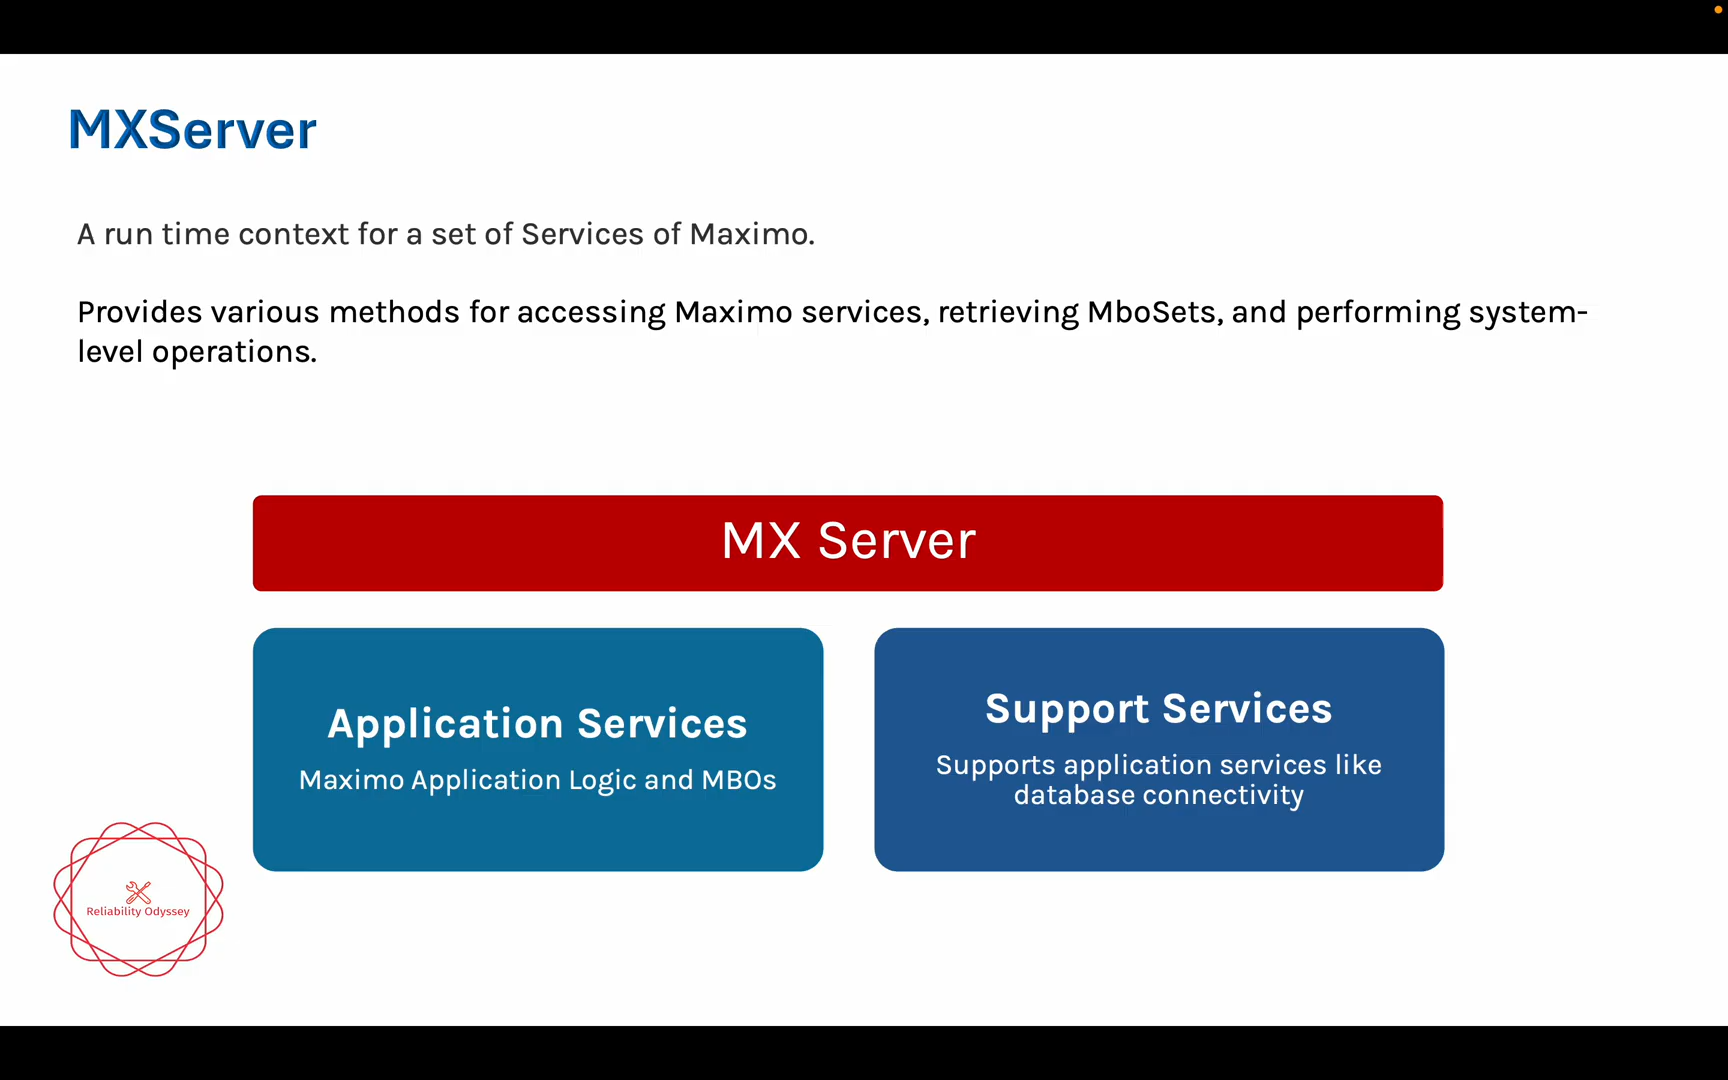 MXServer
A run time context for a set of Services of Maximo.
Provides various methods for accessing Maximo services, retrieving MboSets, and performing system-
level operations.
MX Server
Application Services
Maximo Application Logic and MBOs
Support Services
Supports application services like
database connectivity
Reliability Odyssey